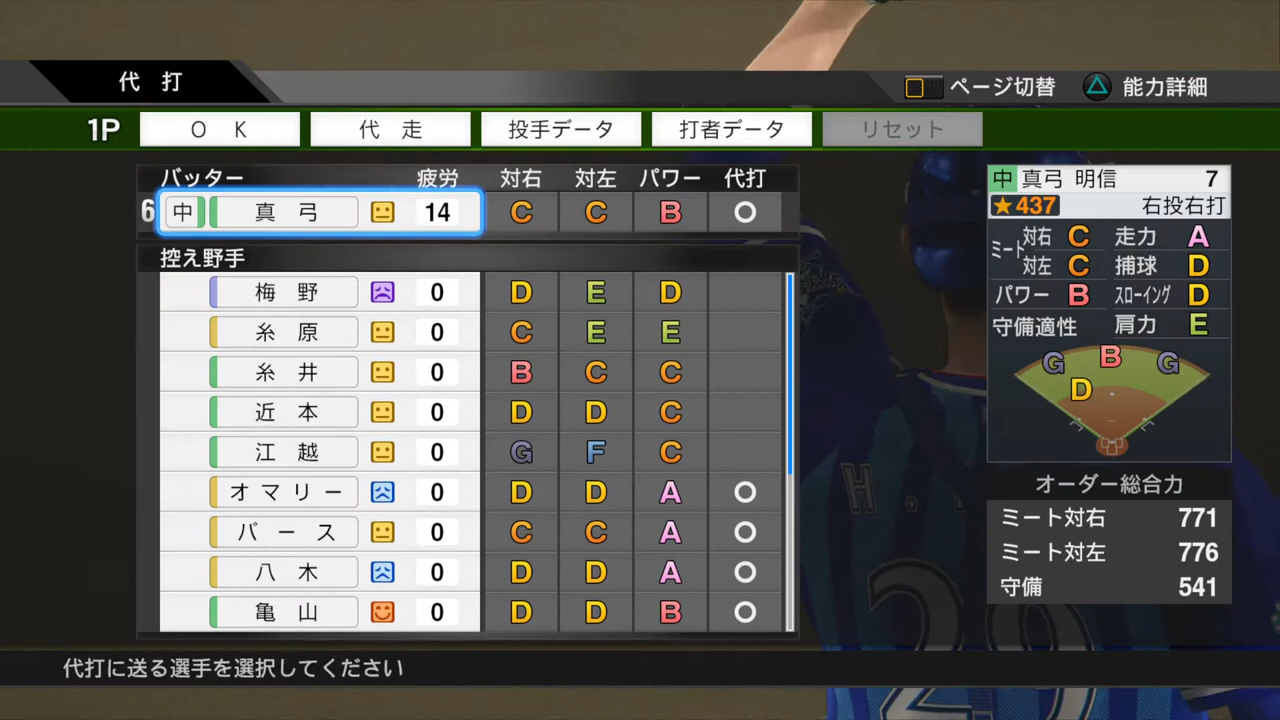 代 打
ページ切替 能力詳細
1P O K 代 走 投手データ 打者データ リセット
バッター 疲労 対右 対左 パワー 代打
6 中 真 弓 14 C C B ○
控え野手
梅 野 0 D E D
糸 原 0 C E E
糸 井 0 B C C
近 本 0 D D C
江 越 0 G F C
オ マ リ ー 0 D D A ○
バ ー ス 0 C C A ○
八 木 0 D D A ○
亀 山 0 D D B ○
中 真弓 明信 7
★437 右投右打
ミート 対右 C 走力 A
対左 C 捕球 D
パワー B スローイング D
守備適性 肩力 E
G B G
D
オーダー総合力
ミート対右 771
ミート対左 776
守備 541
代打に送る選手を選択してください